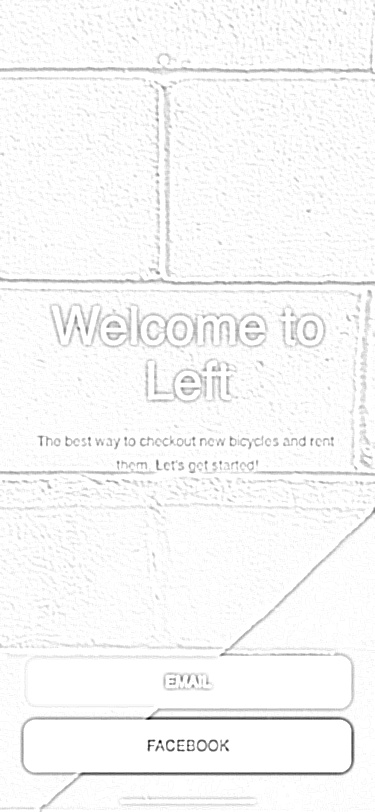 Welcome to
Left
The best way to checkout new bicycles and rent
them. Let's get started!
EMAIL
FACEBOOK